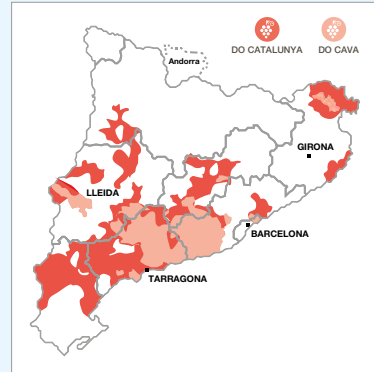 DO CATALUNYA
DO CAVA
Andorra
GIRONA
LLEIDA
BARCELONA
TARRAGONA